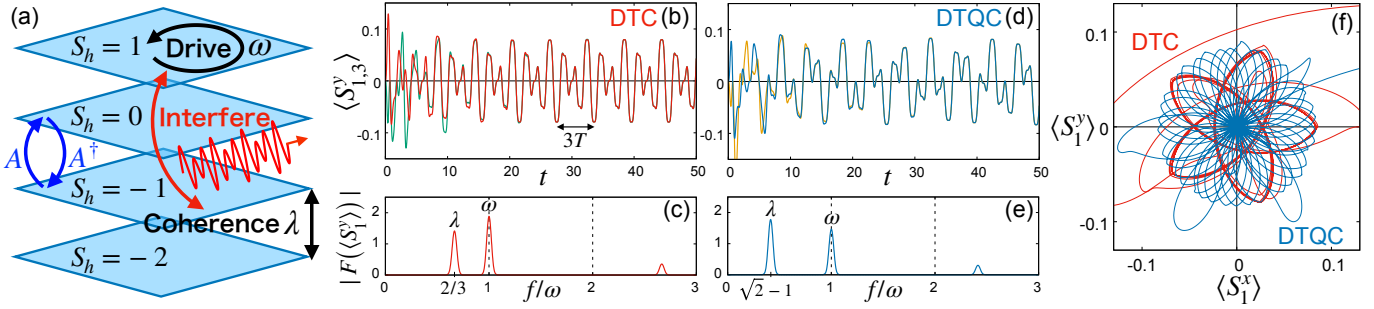 (a)
S_h = 1 Drive ω
S_h = 0
Interfere
A A†
S_h = - 1
Coherence λ
S_h = - 2
DTC (b)
⟨S^y_{1,3}⟩
0.1
0
-0.1
3T
0 10 20 30 40 50
t
(c)
|F(⟨S^y_1⟩)|
2
1
0
λ ω
0 2/3 1 f/ω 2 3
DTQC (d)
0.1
0
-0.1
0 10 20 30 40 50
t
(e)
2
1
0
λ ω
0 √2 - 1 1 f/ω 2 3
(f)
DTC
⟨S^y_1⟩
0.1
0
-0.1
DTQC
-0.1 0 0.1
⟨S^x_1⟩